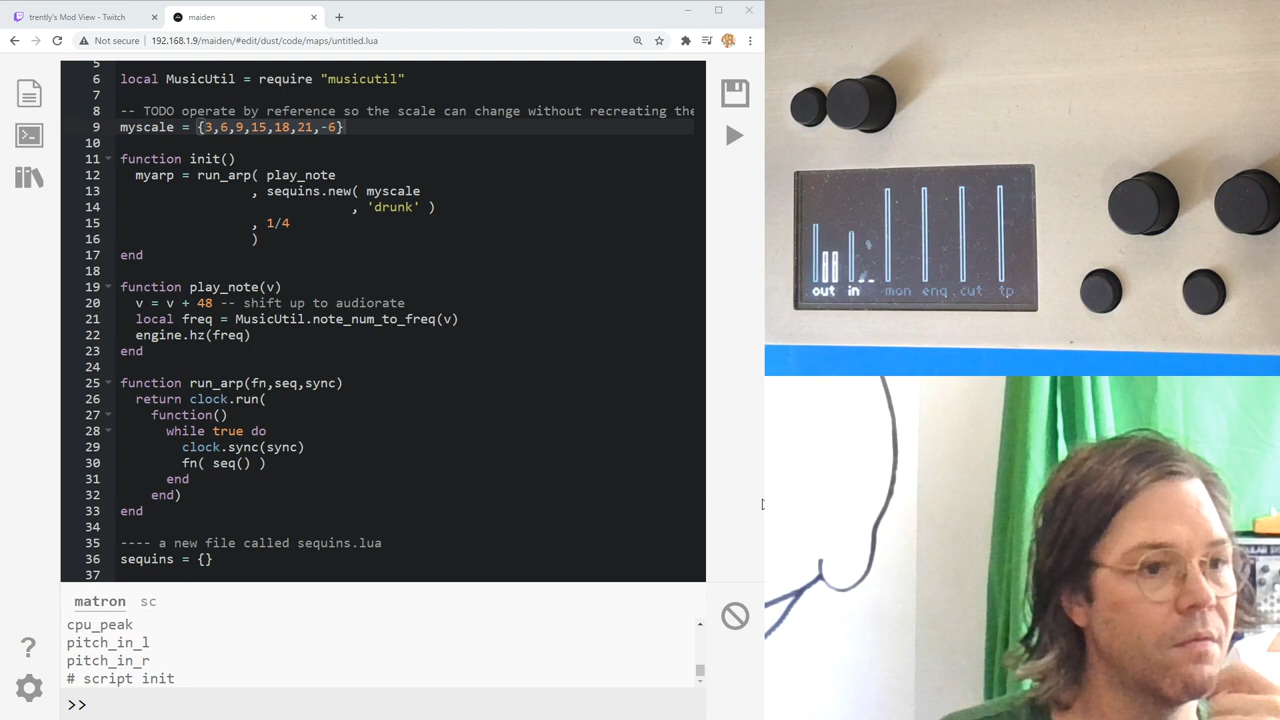 trently's Mod View - Twitch
maiden
Not secure
192.168.1.9/maiden/#edit/dust/code/maps/untitled.lua
5
6 local MusicUtil = require "musicutil"
7
8 -- TODO operate by reference so the scale can change without recreating the
9 myscale = {3,6,9,15,18,21,-6}
10
11 function init()
12 myarp = run_arp( play_note
13 , sequins.new( myscale
14 , 'drunk' )
15 , 1/4
16 )
17 end
18
19 function play_note(v)
20 v = v + 48 -- shift up to audiorate
21 local freq = MusicUtil.note_num_to_freq(v)
22 engine.hz(freq)
23 end
24
25 function run_arp(fn,seq,sync)
26 return clock.run(
27 function()
28 while true do
29 clock.sync(sync)
30 fn( seq() )
31 end
32 end)
33 end
34
35 ---- a new file called sequins.lua
36 sequins = {}
37
matron sc
cpu_peak
pitch_in_l
pitch_in_r
# script init
>>
?
out in mon eng cut tp